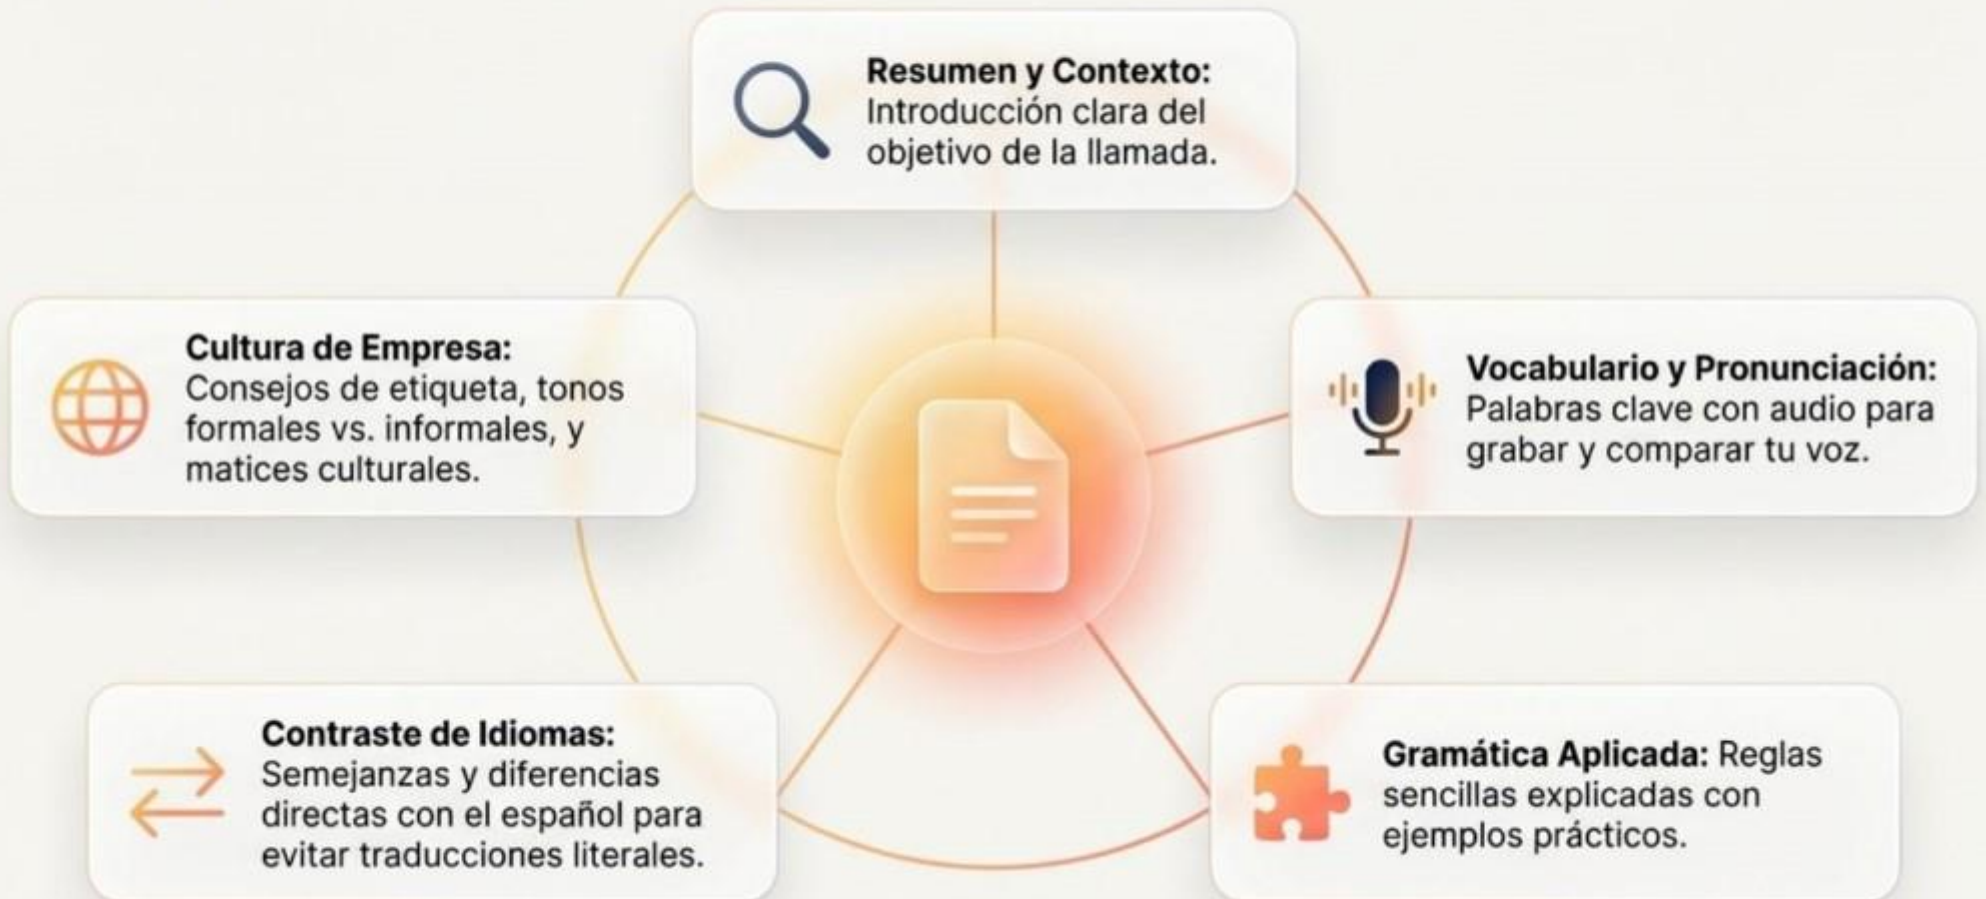 Resumen y Contexto:
Introducción clara del
objetivo de la llamada.
Cultura de Empresa:
Consejos de etiqueta, tonos
formales vs. informales, y
matices culturales.
Vocabulario y Pronunciación:
Palabras clave con audio para
grabar y comparar tu voz.
Contraste de Idiomas:
Semejanzas y diferencias
directas con el español para
evitar traducciones literales.
Gramática Aplicada: Reglas
sencillas explicadas con
ejemplos prácticos.